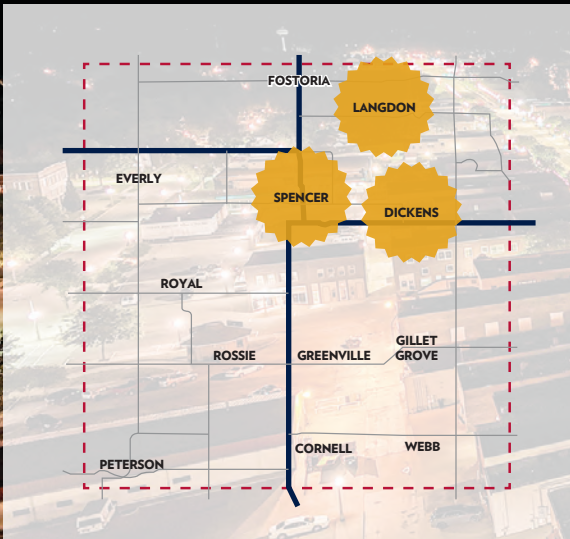 FOSTORIA
LANGDON
EVERLY
SPENCER
DICKENS
ROYAL
ROSSIE
GREENVILLE
GILLET
GROVE
CORNELL
WEBB
PETERSON